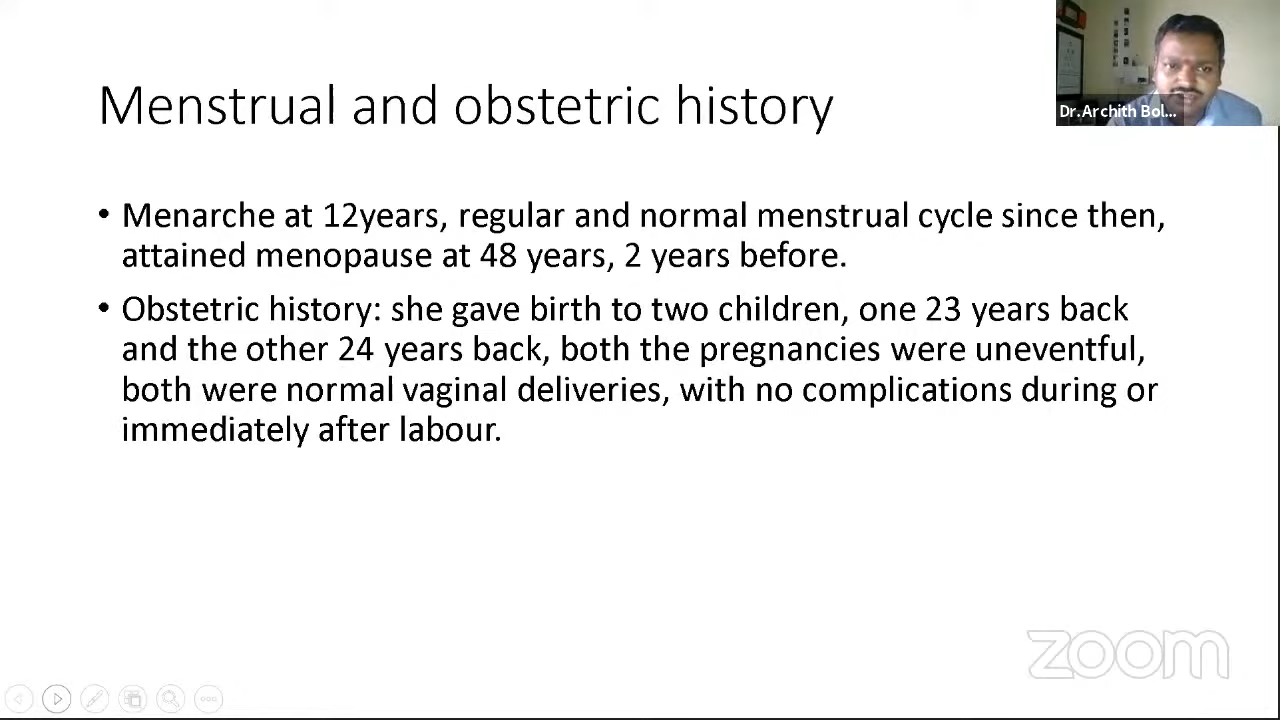 Menstrual and obstetric history
Dr.Archith Bol...
• Menarche at 12years, regular and normal menstrual cycle since then,
attained menopause at 48 years, 2 years before.
• Obstetric history: she gave birth to two children, one 23 years back
and the other 24 years back, both the pregnancies were uneventful,
both were normal vaginal deliveries, with no complications during or
immediately after labour.
zoom